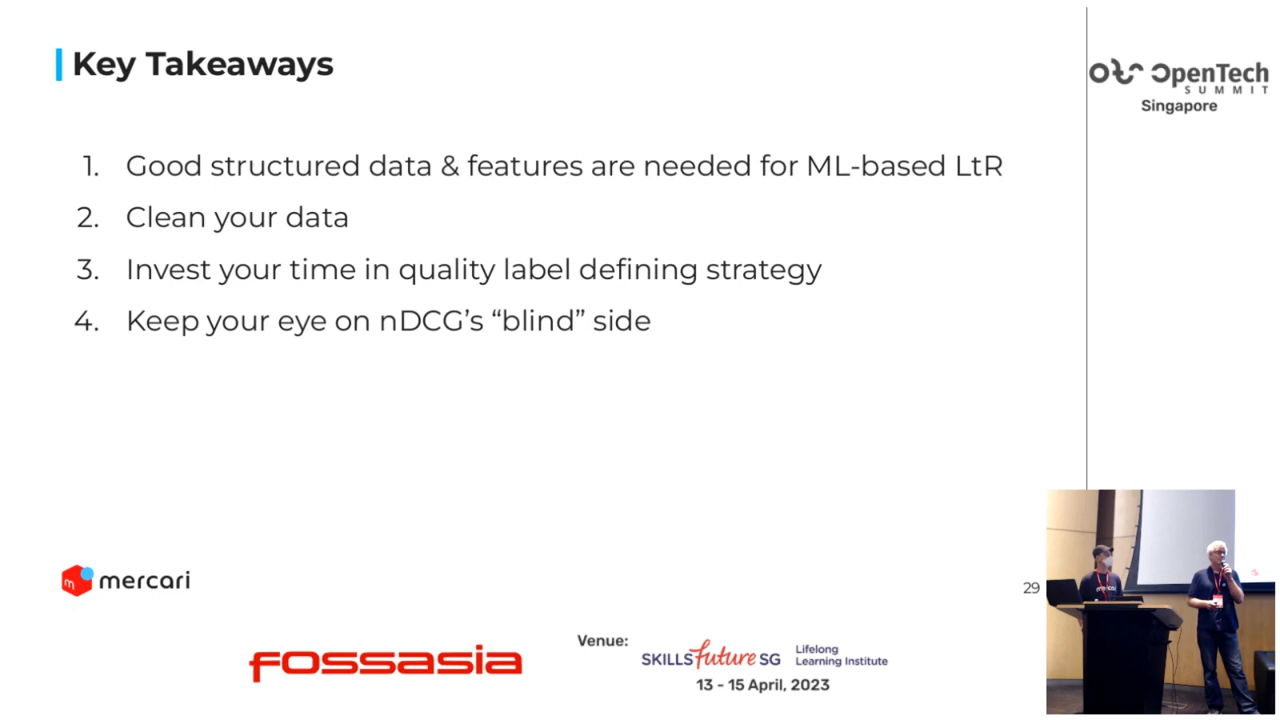 Key Takeaways
OpenTech
SUMMIT
Singapore
1. Good structured data & features are needed for ML-based LtR
2. Clean your data
3. Invest your time in quality label defining strategy
4. Keep your eye on nDCG’s “blind” side
m mercari
29
fossasia
Venue:
SKILLSfuture SG
Lifelong
Learning Institute
13 - 15 April, 2023